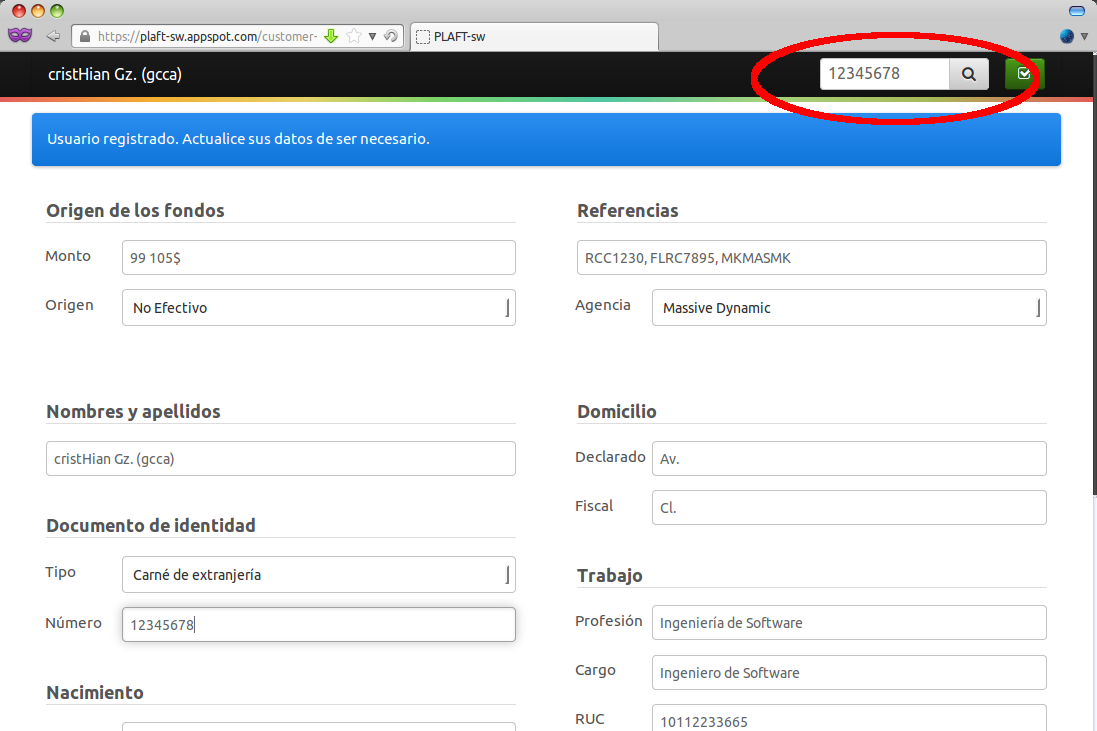 https://plaft-sw.appspot.com/customer-
PLAFT-sw
cristHian Gz. (gcca)
12345678
Usuario registrado. Actualice sus datos de ser necesario.
Origen de los fondos
Monto
99 105$
Origen
No Efectivo
Referencias
RCC1230, FLRC7895, MKMASMK
Agencia
Massive Dynamic
Nombres y apellidos
cristHian Gz. (gcca)
Documento de identidad
Tipo
Carné de extranjería
Número
12345678
Nacimiento
Domicilio
Declarado
Av.
Fiscal
Cl.
Trabajo
Profesión
Ingeniería de Software
Cargo
Ingeniero de Software
RUC
10112233665